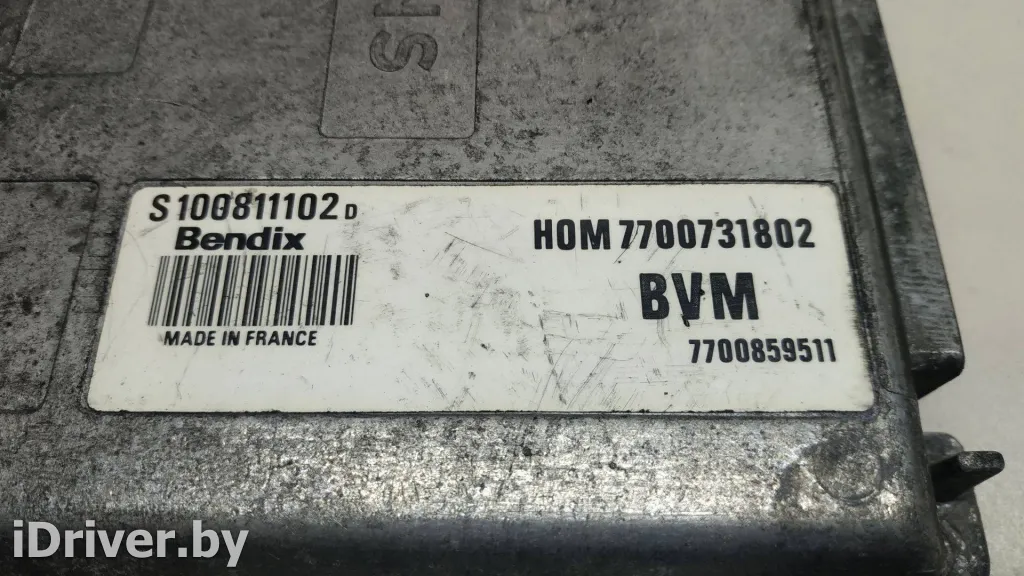 S100811102 D
Bendix
MADE IN FRANCE
HOM 7700731802
BVM
7700859511
iDriver.by